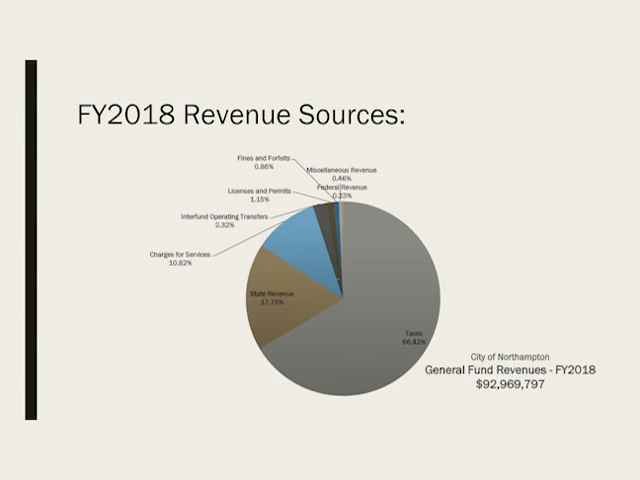 FY2018 Revenue Sources:
Fines and Forfeits
0.86%
Miscellaneous Revenue
0.46%
Licenses and Permits
1.15%
Federal Revenue
0.23%
Interfund Operating Transfers
2.32%
Charges for Services
10.82%
State Revenue
17.75%
Taxes
66.42%
City of Northampton
General Fund Revenues - FY2018
$92,969,797